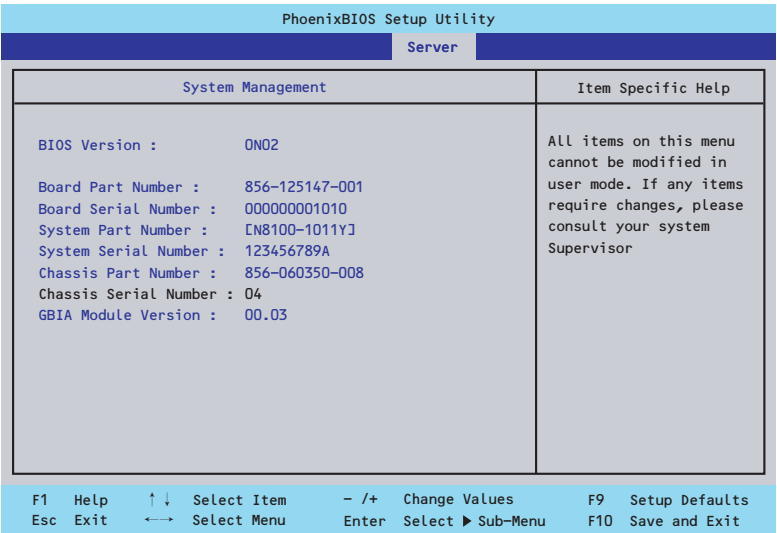 PhoenixBIOS Setup Utility
Server
System Management
Item Specific Help
BIOS Version : 0N02
Board Part Number : 856-125147-001
Board Serial Number : 000000001010
System Part Number : [N8100-1011Y]
System Serial Number : 123456789A
Chassis Part Number : 856-060350-008
Chassis Serial Number : 04
GBIA Module Version : 00.03
All items on this menu
cannot be modified in
user mode. If any items
require changes, please
consult your system
Supervisor
F1 Help ↑↓ Select Item - /+ Change Values F9 Setup Defaults
Esc Exit ←→ Select Menu Enter Select ▶ Sub-Menu F10 Save and Exit